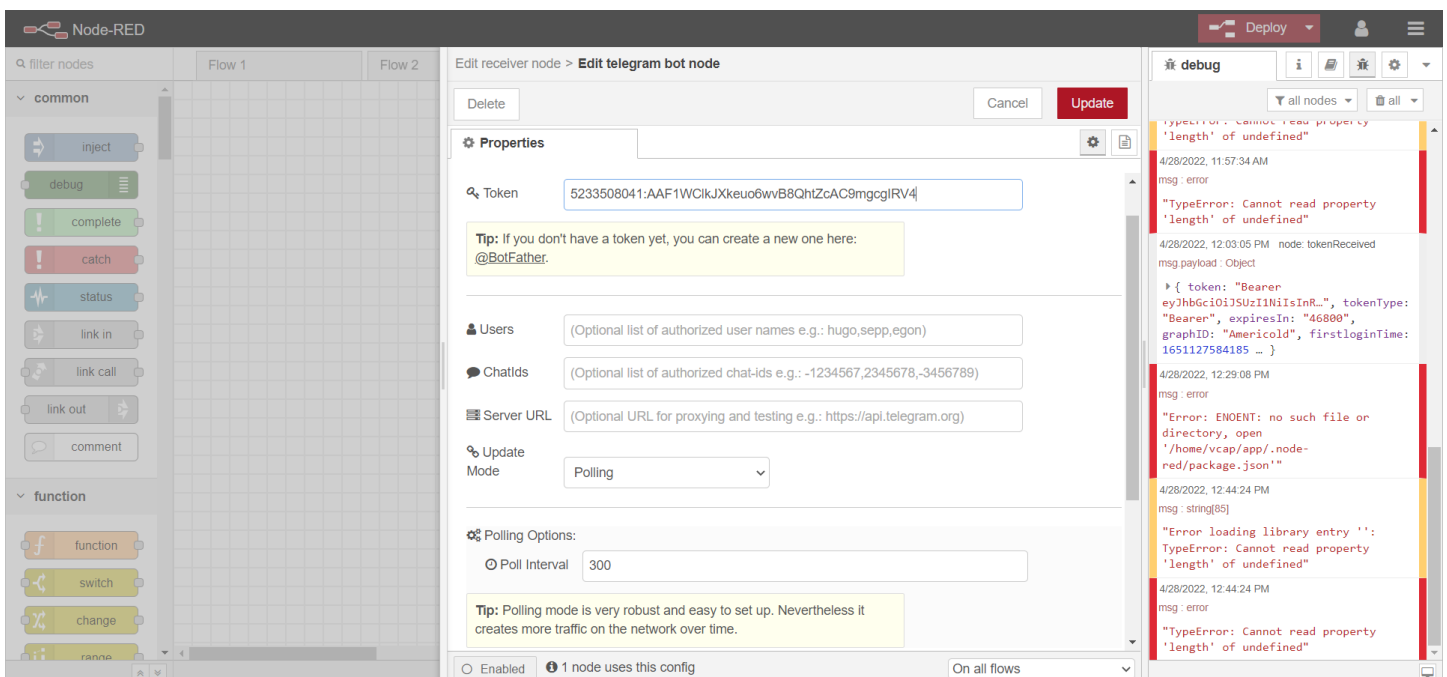 Node-RED
Deploy
filter nodes
common
inject
debug
complete
catch
status
link in
link call
link out
comment
function
function
switch
change
range
Flow 1
Flow 2
Edit receiver node > Edit telegram bot node
Delete
Cancel
Update
Properties
Token
5233508041:AAF1WClkJXkeuo6wvB8QhtZcAC9mgcgIRV4
Tip: If you don't have a token yet, you can create a new one here:
@BotFather.
Users
(Optional list of authorized user names e.g.: hugo,sepp,egon)
ChatIds
(Optional list of authorized chat-ids e.g.: -1234567,2345678,-3456789)
Server URL
(Optional URL for proxying and testing e.g.: https://api.telegram.org)
Update
Mode
Polling
Polling Options:
Poll Interval
300
Tip: Polling mode is very robust and easy to set up. Nevertheless it
creates more traffic on the network over time.
Enabled
1 node uses this config
On all flows
debug
all nodes
all
TypeError: Cannot read property
'length' of undefined"
4/28/2022, 11:57:34 AM
msg : error
"TypeError: Cannot read property
'length' of undefined"
4/28/2022, 12:03:05 PM node: tokenReceived
msg.payload : Object
{ token: "Bearer
eyJhbGciOiJSUzI1NiIsInR…", tokenType:
"Bearer", expiresIn: "46800",
graphID: "Americold", firstloginTime:
1651127584185 … }
4/28/2022, 12:29:08 PM
msg : error
"Error: ENOENT: no such file or
directory, open
'/home/vcap/app/.node-
red/package.json'"
4/28/2022, 12:44:24 PM
msg : string[85]
"Error loading library entry '':
TypeError: Cannot read property
'length' of undefined"
4/28/2022, 12:44:24 PM
msg : error
"TypeError: Cannot read property
'length' of undefined"